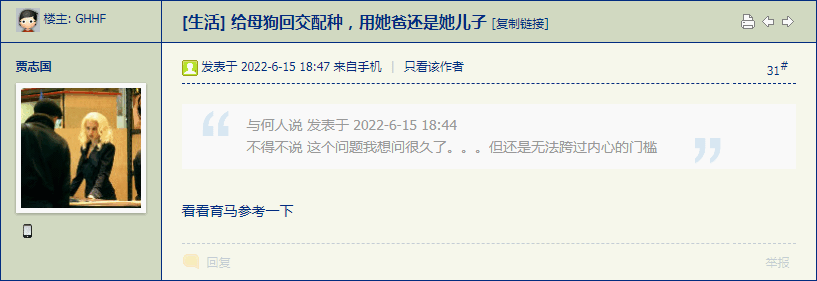 楼主: GHHF
[生活] 给母狗回交配种，用她爸还是她儿子 [复制链接]
贾志国
发表于 2022-6-15 18:47 来自手机 | 只看该作者
31#
与何人说 发表于 2022-6-15 18:44
不得不说 这个问题我想问很久了。。。但还是无法跨过内心的门槛
看看育马参考一下
回复
举报